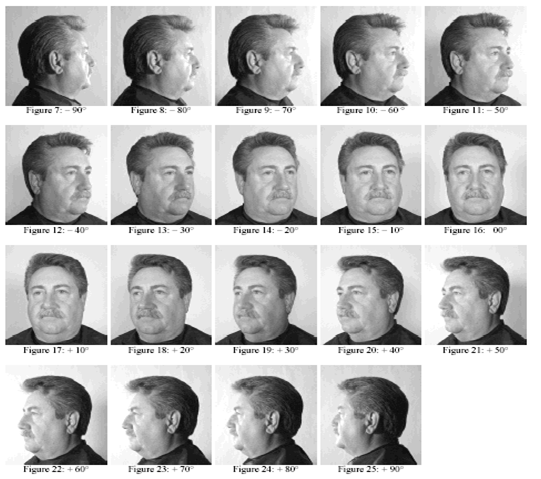 Figure 7: – 90°
Figure 8: – 80°
Figure 9: – 70°
Figure 10: – 60 °
Figure 11: – 50°
Figure 12: – 40°
Figure 13: – 30°
Figure 14: – 20°
Figure 15: – 10°
Figure 16: 00°
Figure 17: + 10°
Figure 18: + 20°
Figure 19: + 30°
Figure 20: + 40°
Figure 21: + 50°
Figure 22: + 60°
Figure 23: + 70°
Figure 24: + 80°
Figure 25: + 90°